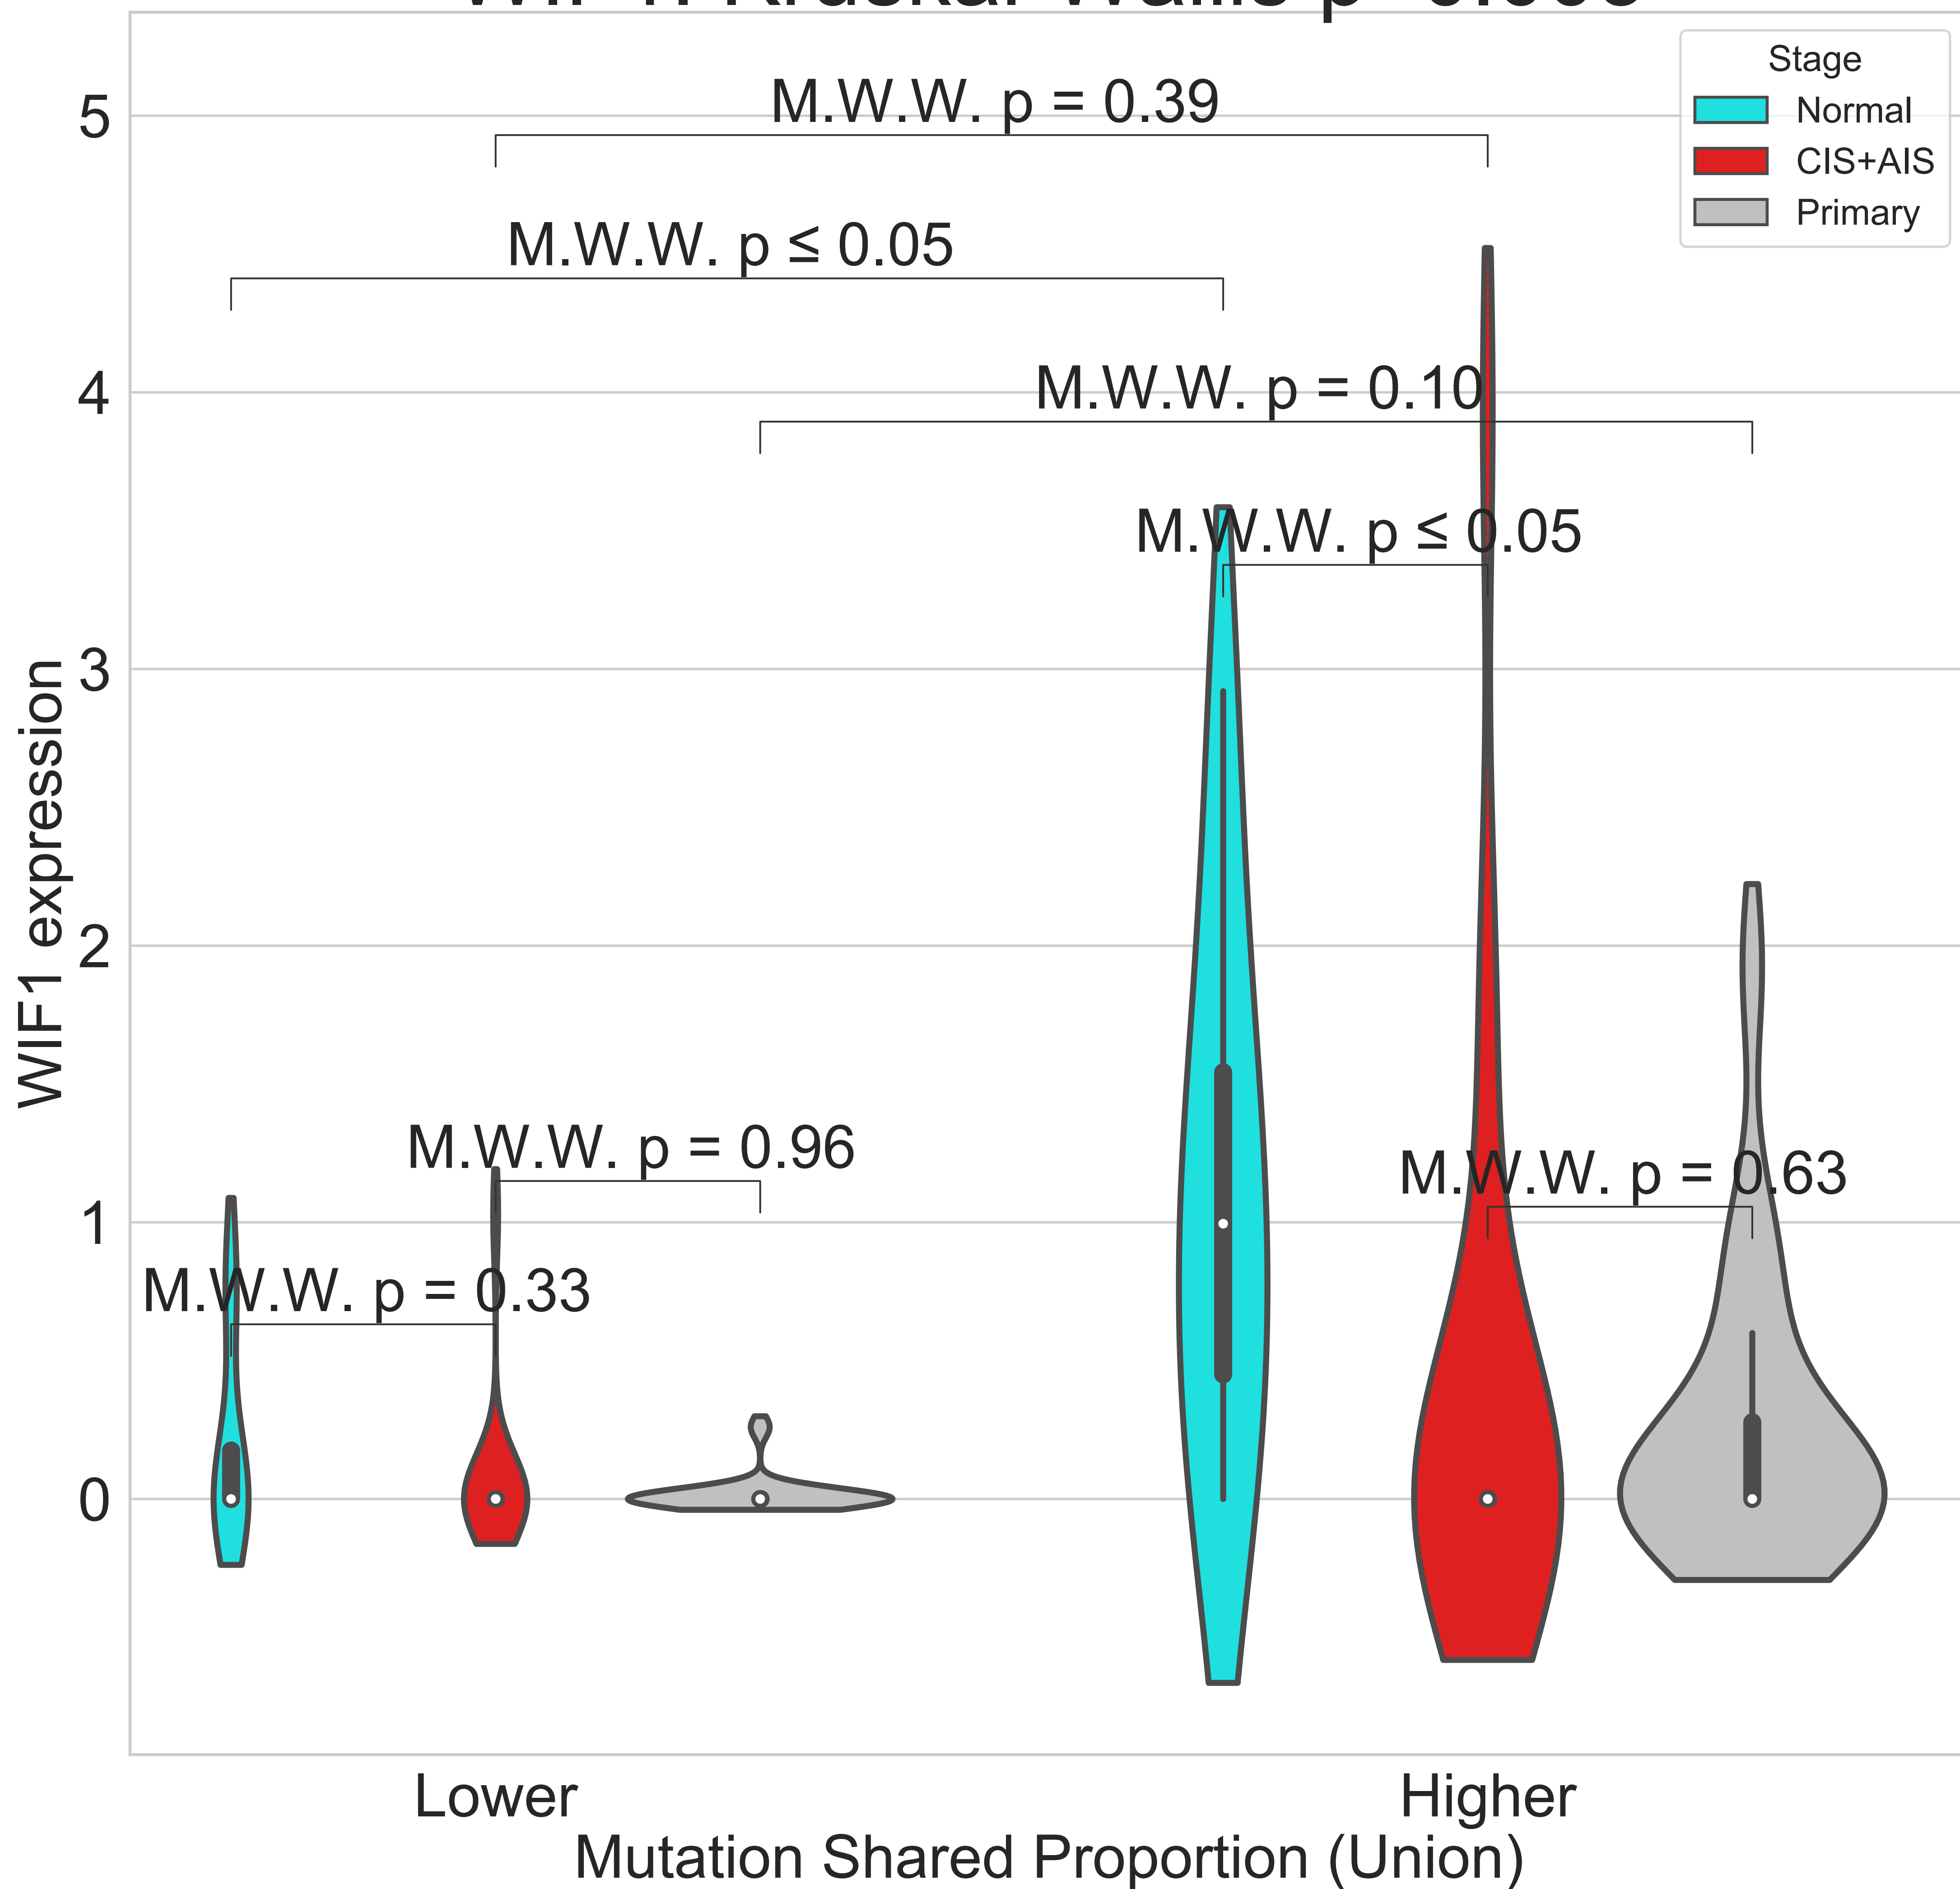 Stage
Normal
CIS+AIS
Primary
M.W.W. p = 0.39
M.W.W. p ≤ 0.05
M.W.W. p = 0.10
M.W.W. p ≤ 0.05
M.W.W. p = 0.96
M.W.W. p = 0.63
M.W.W. p = 0.33
5
4
3
2
1
0
WIF1 expression
Lower
Higher
Mutation Shared Proportion (Union)